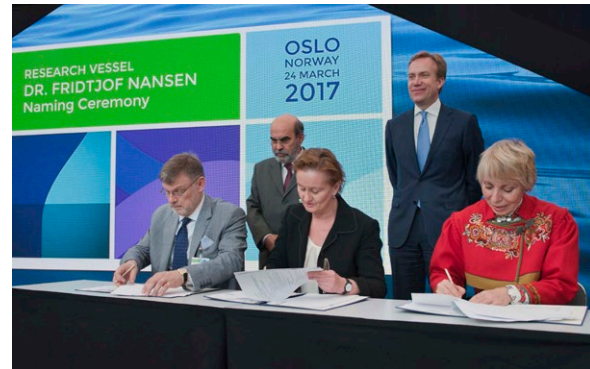 RESEARCH VESSEL
DR. FRIDTJOF NANSEN
Naming Ceremony
OSLO
NORWAY
24 MARCH
2017